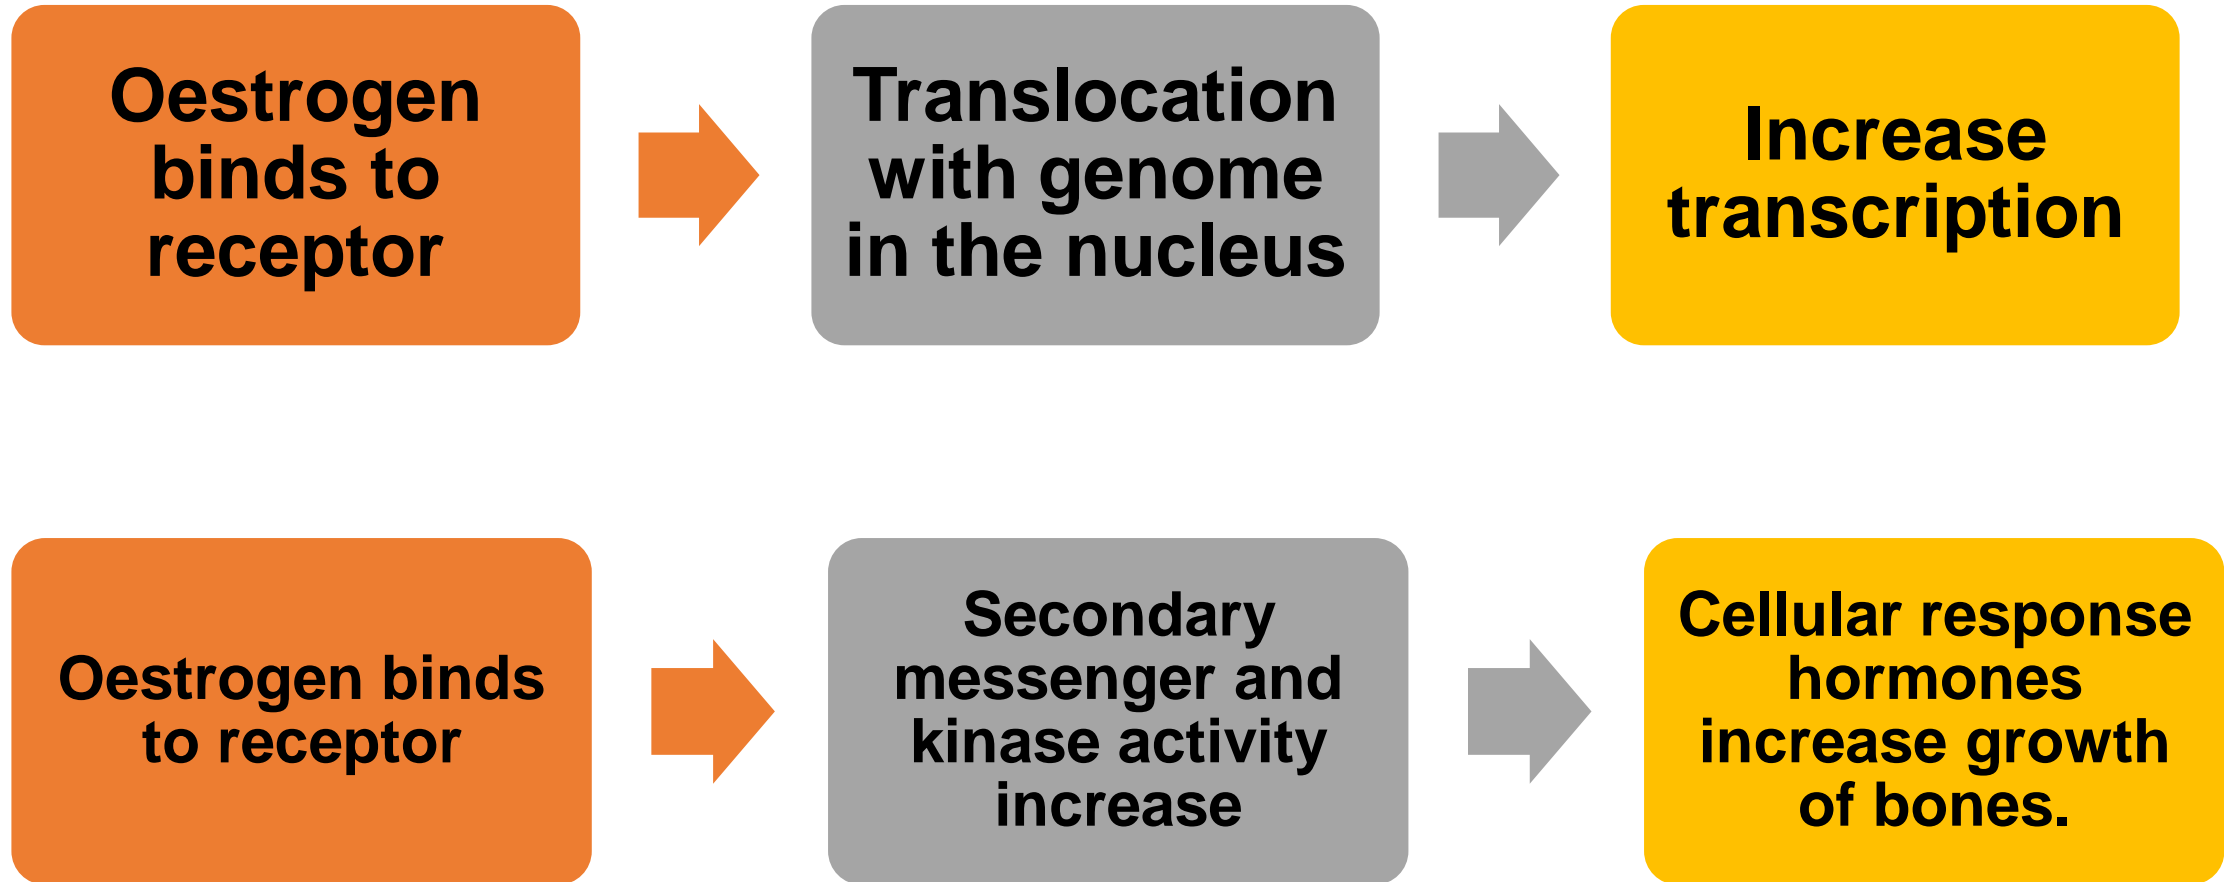 Oestrogen
binds to
receptor
Translocation
with genome
in the nucleus
Increase
transcription
Oestrogen binds
to receptor
Secondary
messenger and
kinase activity
increase
Cellular response
hormones
increase growth
of bones.